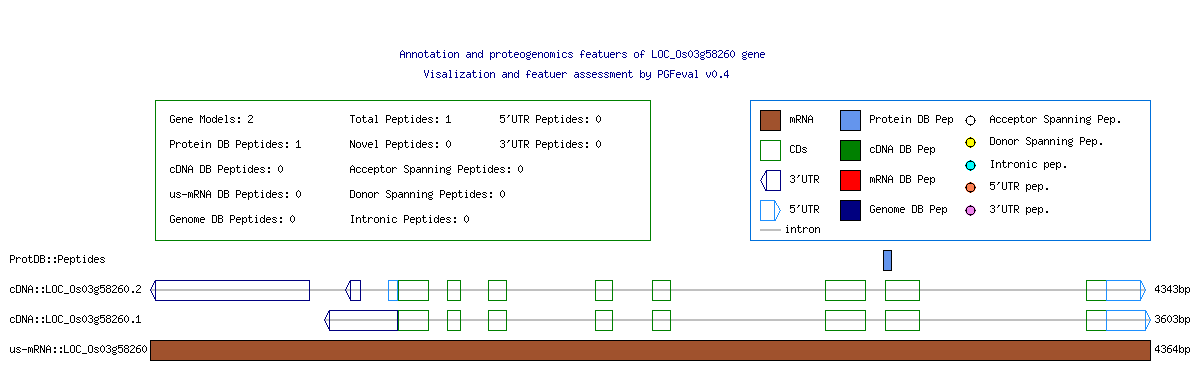 Annotation and proteogenomics featuers of LOC_Os03g58260 gene
Visalization and featuer assessment by PGFeval v0.4
Gene Models: 2 Total Peptides: 1 5'UTR Peptides: 0
Protein DB Peptides: 1 Novel Peptides: 0 3'UTR Peptides: 0
cDNA DB Peptides: 0 Acceptor Spanning Peptides: 0
us-mRNA DB Peptides: 0 Donor Spanning Peptides: 0
Genome DB Peptides: 0 Intronic Peptides: 0
mRNA Protein DB Pep Acceptor Spanning Pep.
CDs cDNA DB Pep Donor Spanning Pep.
3'UTR mRNA DB Pep Intronic pep.
5'UTR Genome DB Pep 5'UTR pep.
intron 3'UTR pep.
ProtDB::Peptides
cDNA::LOC_Os03g58260.2 4343bp
cDNA::LOC_Os03g58260.1 3603bp
us-mRNA::LOC_Os03g58260 4364bp